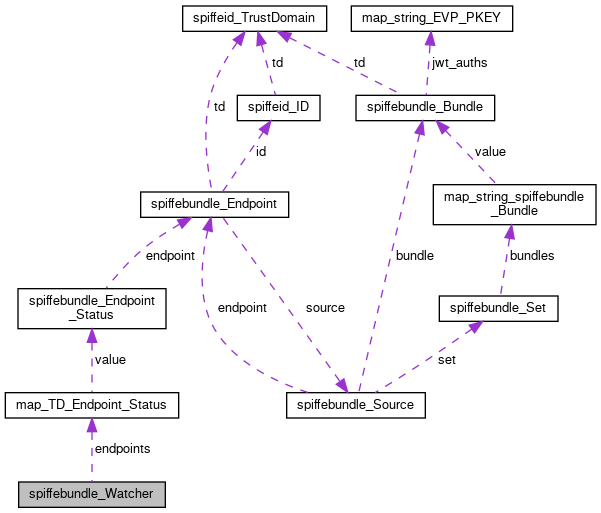 spiffeid_TrustDomain
map_string_EVP_PKEY
td
td
jwt_auths
td
spiffeid_ID
spiffebundle_Bundle
id
value
spiffebundle_Endpoint
map_string_spiffebundle
_Bundle
endpoint
bundle
bundles
spiffebundle_Endpoint
_Status
endpoint
source
spiffebundle_Set
value
set
map_TD_Endpoint_Status
spiffebundle_Source
endpoints
spiffebundle_Watcher